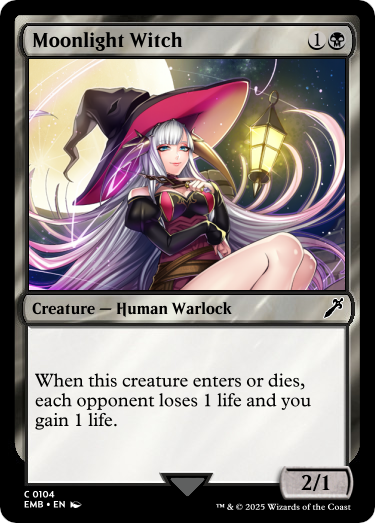 Moonlight Witch 1
Creature — Human Warlock
When this creature enters or dies,
each opponent loses 1 life and you
gain 1 life.
2/1
C 0104
EMB • EN
™ & © 2025 Wizards of the Coast